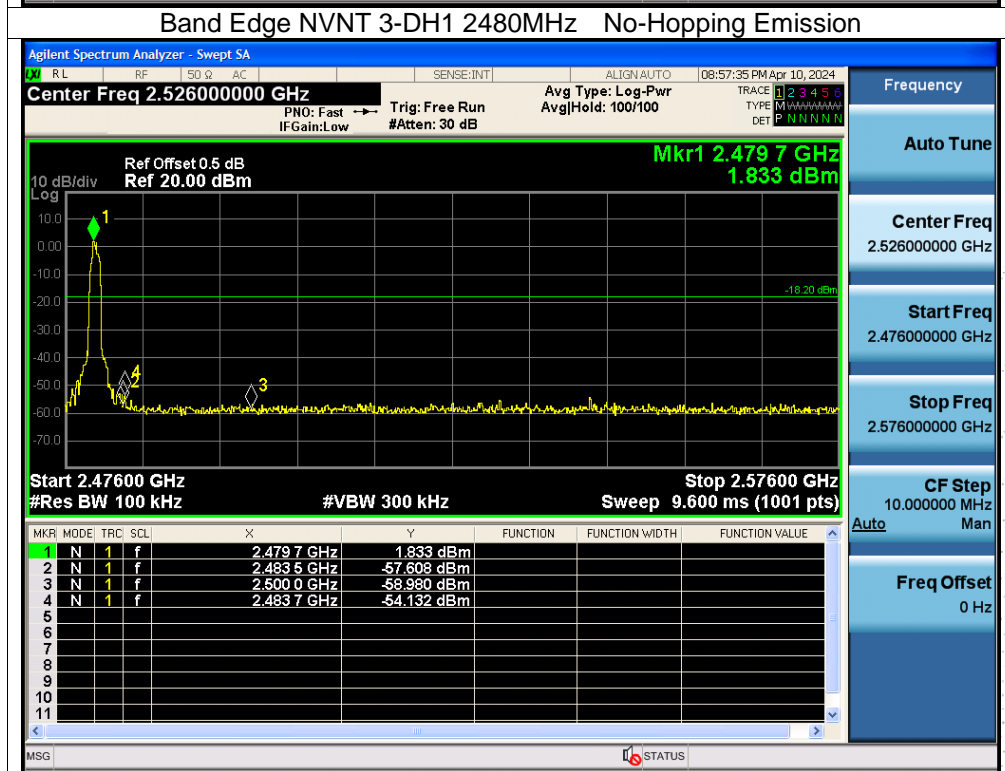 Band Edge NVNT 3-DH1 2480MHz No-Hopping Emission
Agilent Spectrum Analyzer - Swept SA
LXI RL RF 50 Ω AC SENSE:INT ALIGN AUTO 08:57:35 PM Apr 10, 2024
Center Freq 2.526000000 GHz
PNO: Fast
IFGain:Low
Trig: Free Run
#Atten: 30 dB
Avg Type: Log-Pwr
Avg|Hold: 100/100
TRACE 1 2 3 4 5 6
TYPE M WWWWW
DET P N N N N N
Mkr1 2.479 7 GHz
1.833 dBm
Ref Offset 0.5 dB
10 dB/div Ref 20.00 dBm
Log
10.0
0.00
-10.0
-20.0
-30.0
-40.0
-50.0
-60.0
-70.0
1
-18.20 dBm
4
2
3
Start 2.47600 GHz Stop 2.57600 GHz
#Res BW 100 kHz #VBW 300 kHz Sweep 9.600 ms (1001 pts)
MKR MODE TRC SCL X Y FUNCTION FUNCTION WIDTH FUNCTION VALUE
1 N 1 f 2.479 7 GHz 1.833 dBm
2 N 1 f 2.483 5 GHz -57.608 dBm
3 N 1 f 2.500 0 GHz -58.980 dBm
4 N 1 f 2.483 7 GHz -54.132 dBm
5
6
7
8
9
10
11
MSG STATUS
Frequency
Auto Tune
Center Freq
2.526000000 GHz
Start Freq
2.476000000 GHz
Stop Freq
2.576000000 GHz
CF Step
10.000000 MHz
Auto Man
Freq Offset
0 Hz